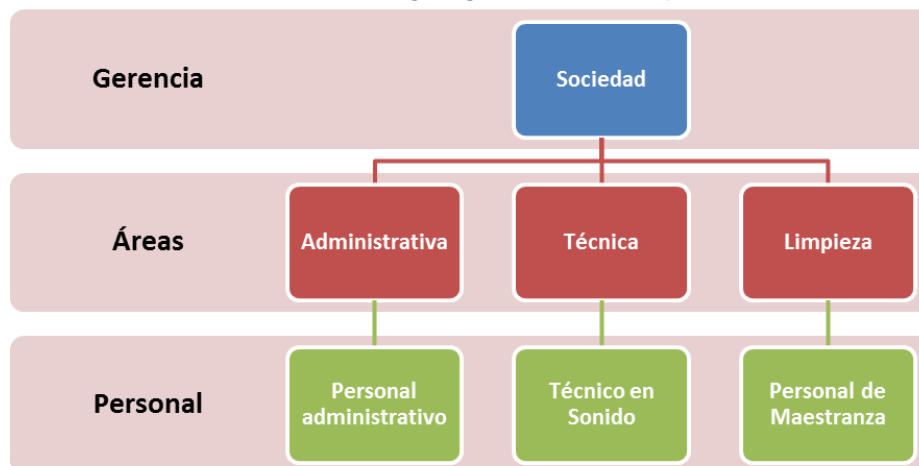 Gerencia
Sociedad
Áreas
Administrativa
Técnica
Limpieza
Personal
Personal
administrativo
Técnico en
Sonido
Personal de
Maestranza